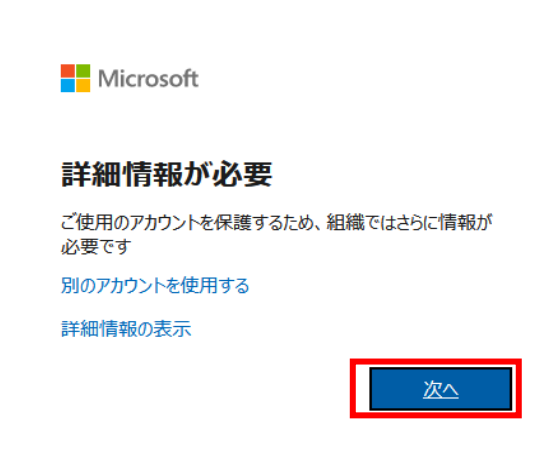 Microsoft
詳細情報が必要
ご使用のアカウントを保護するため、組織ではさらに情報が
必要です
別のアカウントを使用する
詳細情報の表示
次へ